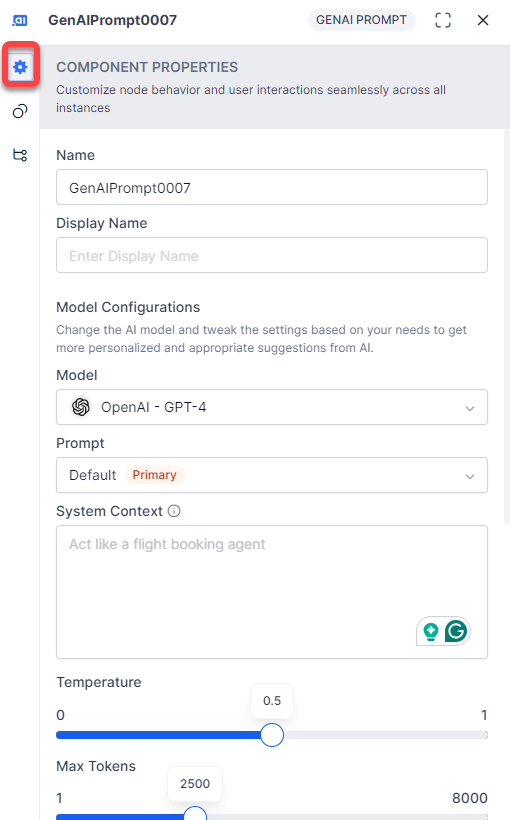 .ai GenAIPrompt0007 GENAI PROMPT
COMPONENT PROPERTIES
Customize node behavior and user interactions seamlessly across all
instances
Name
GenAIPrompt0007
Display Name
Enter Display Name
Model Configurations
Change the AI model and tweak the settings based on your needs to get
more personalized and appropriate suggestions from AI.
Model
OpenAI - GPT-4
Prompt
Default Primary
System Context
Act like a flight booking agent
Temperature
0.5
0 1
Max Tokens
2500
1 8000